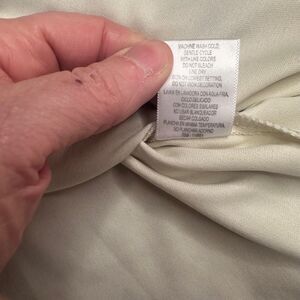 MACHINE WASH COLD,
GENTLE CYCLE
WITH LIKE COLORS
DO NOT BLEACH
LINE DRY
IRON ON LOWEST SETTING,
DO NOT IRON DECORATION
LAVAR EN LAVADORA CON AGUA FRIA,
CICLO DELICADO
CON COLORES SIMILARES
NO USAR BLANQUEADOR
SECAR COLGADO
PLANCHA EN MINIMA TEMPERATURA,
NO PLANCHAR ADORNO